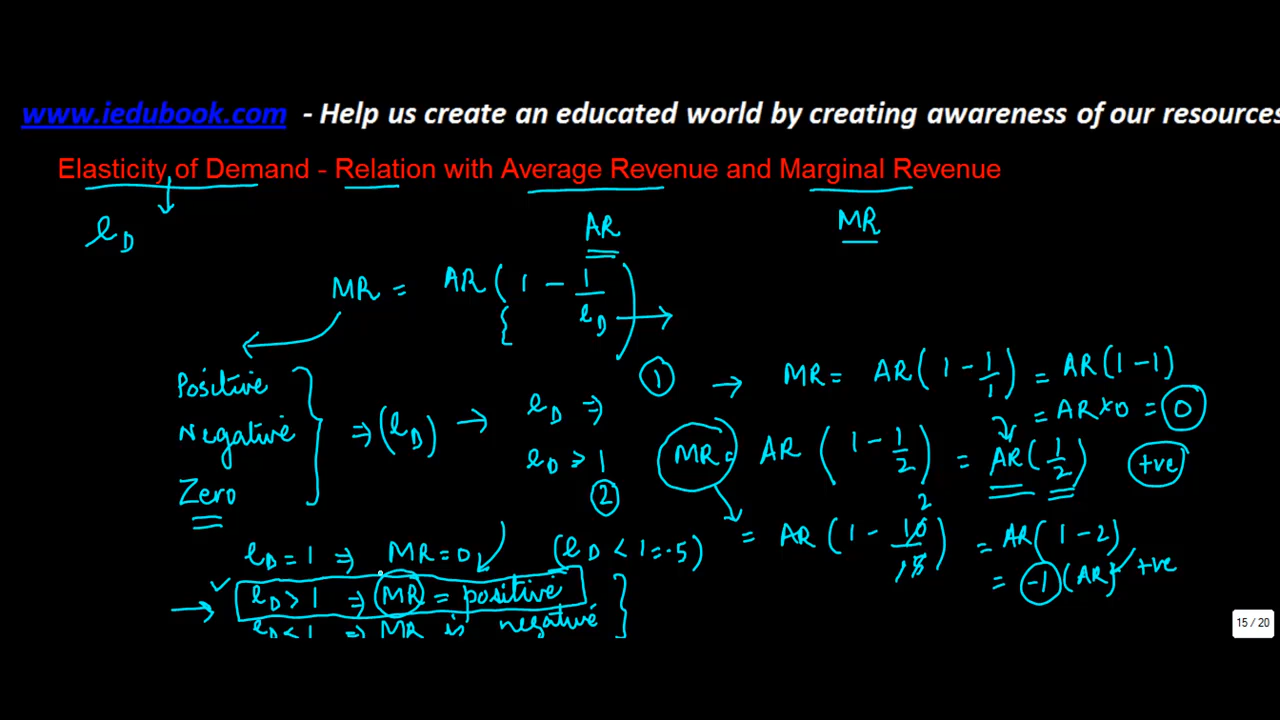 www.iedubook.com - Help us create an educated world by creating awareness of our resources
Elasticity of Demand - Relation with Average Revenue and Marginal Revenue
eD AR MR
MR = AR ( 1 - 1/eD )
Positive
Negative
Zero
⇒ (eD) → eD ⇒ 1
eD > 1 2
→ MR = AR ( 1 - 1/1 ) = AR ( 1 - 1 )
= AR × 0 = 0
MR = AR ( 1 - 1/2 ) = AR ( 1/2 ) +ve
eD = 1 ⇒ MR = 0 (eD < 1 = .5)
= AR ( 1 - 10/5 ) 2 = AR ( 1 - 2 )
eD > 1 ⇒ MR = positive
= -1 (AR) +ve
eD < 1 ⇒ MR is negative
15 / 20